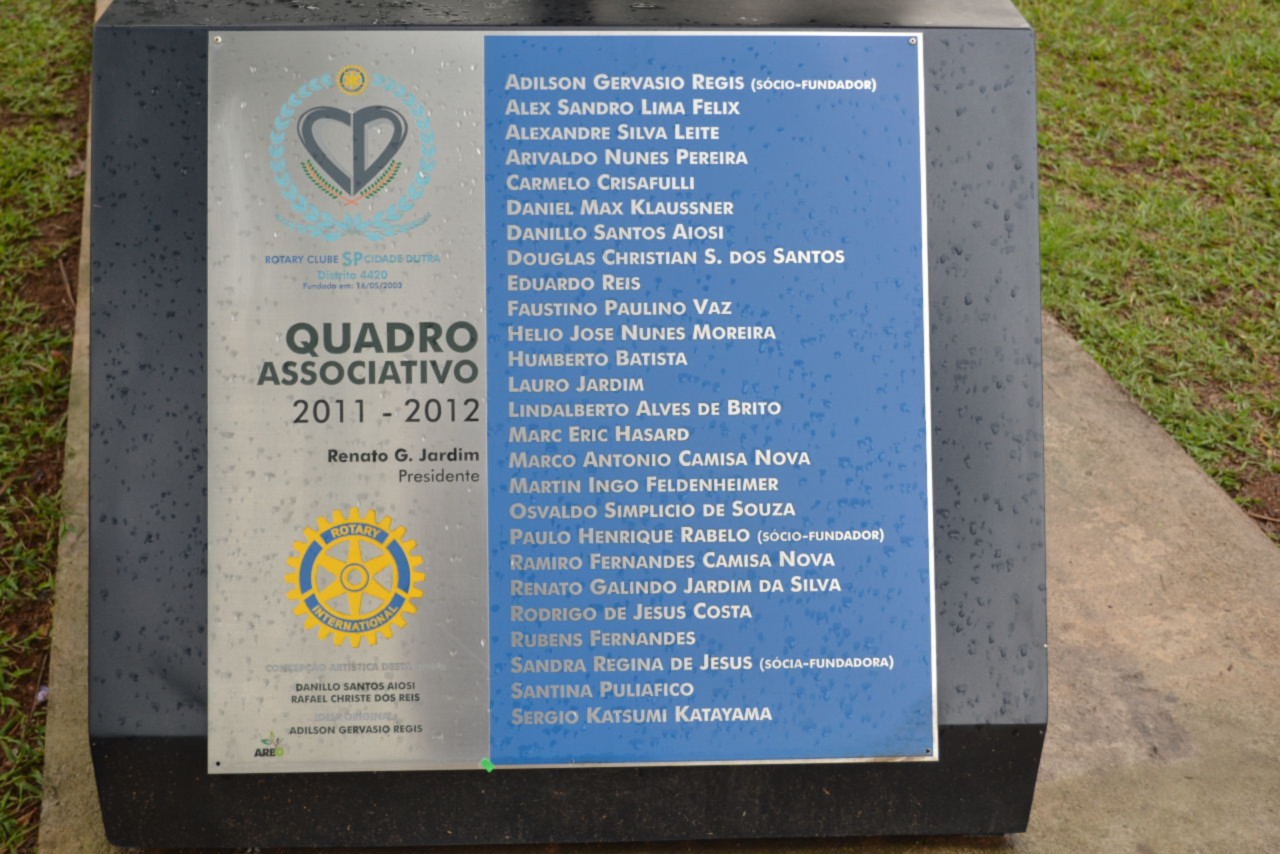 CD
ROTARY CLUBE SP CIDADE DUTRA
Distrito 4420
Fundado em: 16/05/2003
QUADRO
ASSOCIATIVO
2011 - 2012
Renato G. Jardim
Presidente
ROTARY
INTERNATIONAL
CONCEPÇÃO ARTÍSTICA DESTA
DANILLO SANTOS AIOSI
RAFAEL CHRISTE DOS REIS
IDEIA ORIGINAL
ADILSON GERVASIO REGIS
ADILSON GERVASIO REGIS (SÓCIO-FUNDADOR)
ALEX SANDRO LIMA FELIX
ALEXANDRE SILVA LEITE
ARIVALDO NUNES PEREIRA
CARMELO CRISAFULLI
DANIEL MAX KLAUSSNER
DANILLO SANTOS AIOSI
DOUGLAS CHRISTIAN S. DOS SANTOS
EDUARDO REIS
FAUSTINO PAULINO VAZ
HELIO JOSE NUNES MOREIRA
HUMBERTO BATISTA
LAURO JARDIM
LINDALBERTO ALVES DE BRITO
MARC ERIC HASARD
MARCO ANTONIO CAMISA NOVA
MARTIN INGO FELDENHEIMER
OSVALDO SIMPLICIO DE SOUZA
PAULO HENRIQUE RABELO (SÓCIO-FUNDADOR)
RAMIRO FERNANDES CAMISA NOVA
RENATO GALINDO JARDIM DA SILVA
RODRIGO DE JESUS COSTA
RUBENS FERNANDES
SANDRA REGINA DE JESUS (SÓCIA-FUNDADORA)
SANTINA PULIAFICO
SERGIO KATSUMI KATAYAMA